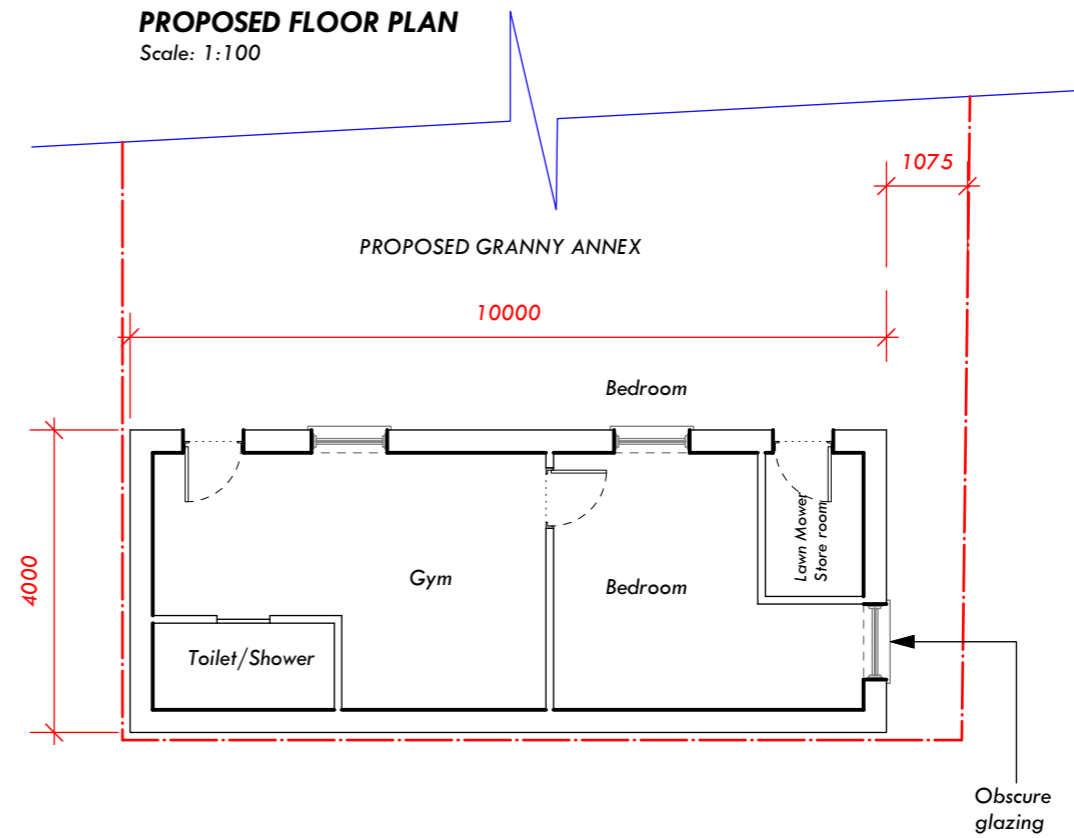 PROPOSED FLOOR PLAN
Scale: 1:100
1075
PROPOSED GRANNY ANNEX
10000
Bedroom
4000
Gym
Bedroom
Lawn Mower
Store room
Toilet/Shower
Obscure
glazing